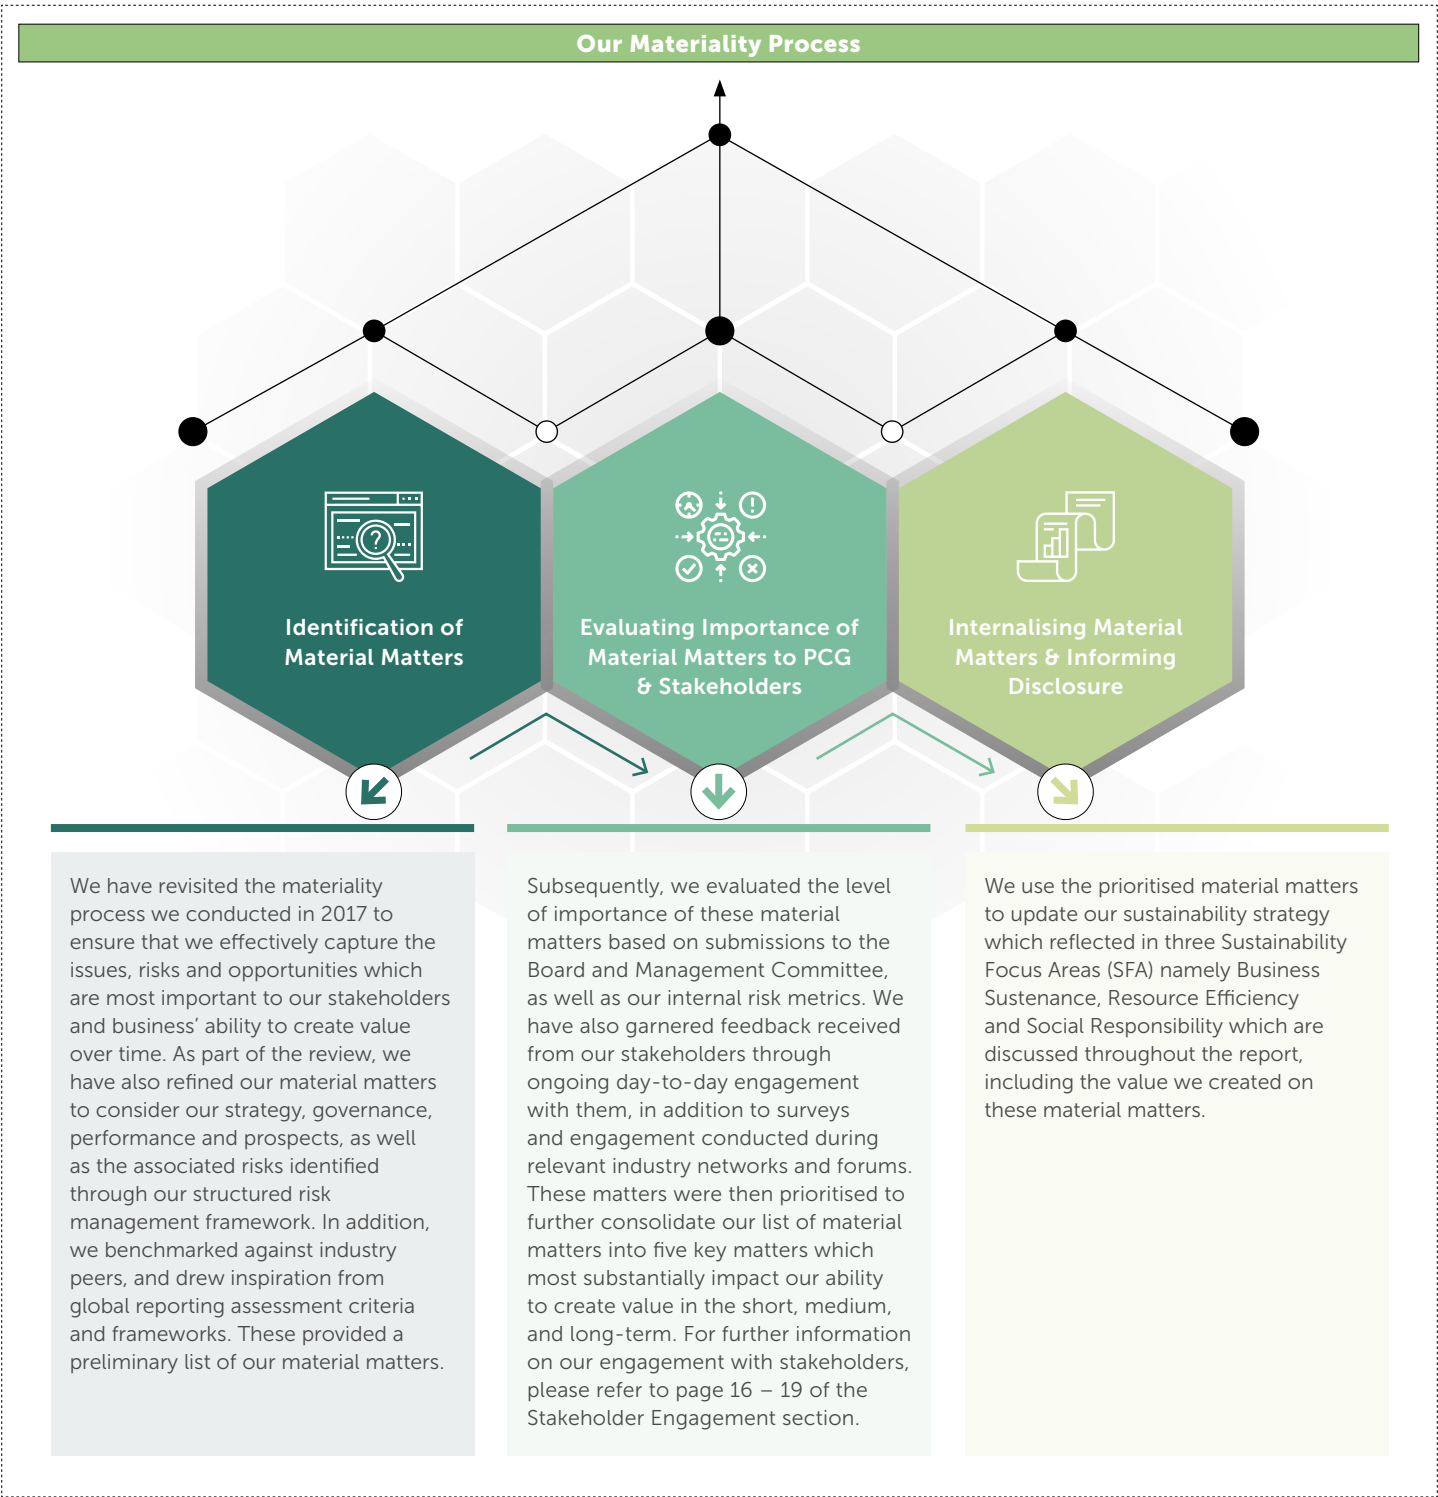 Our Materiality Process
Identification of
Material Matters
Evaluating Importance of
Material Matters to PCG
& Stakeholders
Internalising Material
Matters & Informing
Disclosure
We have revisited the materiality
process we conducted in 2017 to
ensure that we effectively capture the
issues, risks and opportunities which
are most important to our stakeholders
and business’ ability to create value
over time. As part of the review, we
have also refined our material matters
to consider our strategy, governance,
performance and prospects, as well
as the associated risks identified
through our structured risk
management framework. In addition,
we benchmarked against industry
peers, and drew inspiration from
global reporting assessment criteria
and frameworks. These provided a
preliminary list of our material matters.
Subsequently, we evaluated the level
of importance of these material
matters based on submissions to the
Board and Management Committee,
as well as our internal risk metrics. We
have also garnered feedback received
from our stakeholders through
ongoing day-to-day engagement
with them, in addition to surveys
and engagement conducted during
relevant industry networks and forums.
These matters were then prioritised to
further consolidate our list of material
matters into five key matters which
most substantially impact our ability
to create value in the short, medium,
and long-term. For further information
on our engagement with stakeholders,
please refer to page 16 – 19 of the
Stakeholder Engagement section.
We use the prioritised material matters
to update our sustainability strategy
which reflected in three Sustainability
Focus Areas (SFA) namely Business
Sustenance, Resource Efficiency
and Social Responsibility which are
discussed throughout the report,
including the value we created on
these material matters.